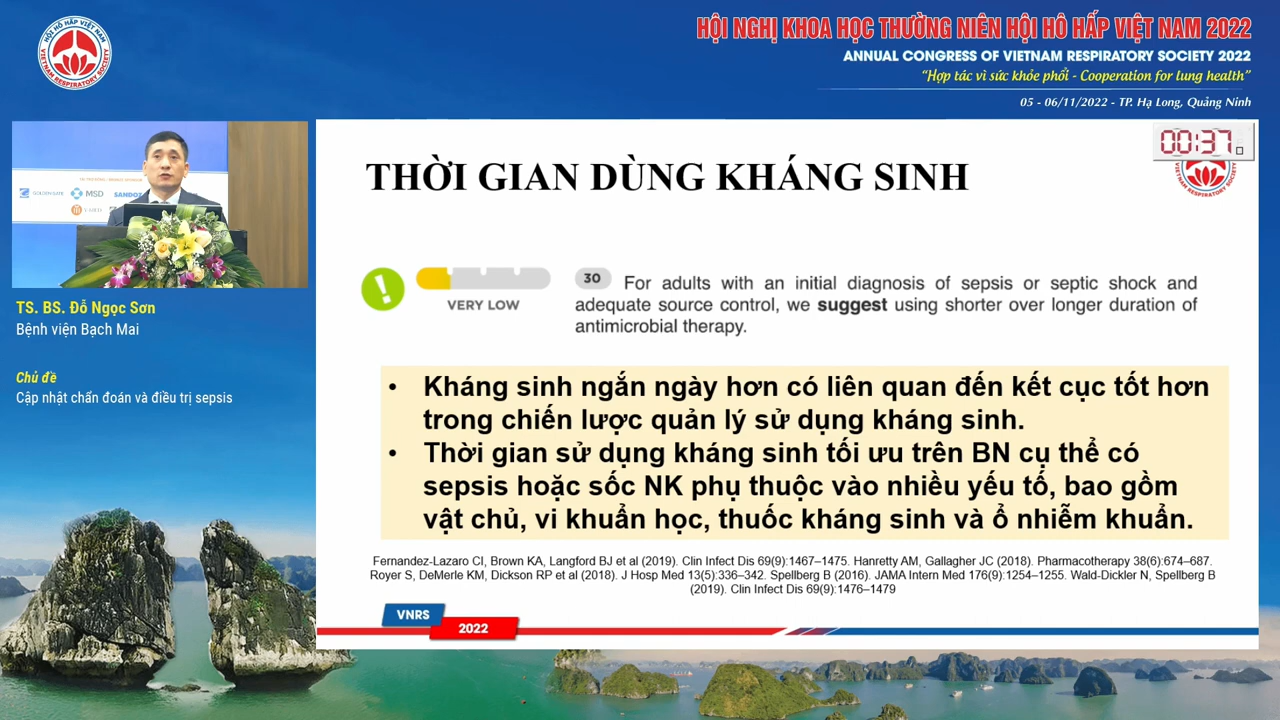 HỘI HÔ HẤP VIỆT NAM
VIETNAM RESPIRATORY SOCIETY
HỘI NGHỊ KHOA HỌC THƯỜNG NIÊN HỘI HÔ HẤP VIỆT NAM 2022
ANNUAL CONGRESS OF VIETNAM RESPIRATORY SOCIETY 2022
“Hợp tác vì sức khỏe phổi - Cooperation for lung health”
05 - 06/11/2022 - TP. Hạ Long, Quảng Ninh
MSD
SANDOZ
TS. BS. Đỗ Ngọc Sơn
Bệnh viện Bạch Mai
Chủ đề
Cập nhật chẩn đoán và điều trị sepsis
00:37
THỜI GIAN DÙNG KHÁNG SINH
VERY LOW
30 For adults with an initial diagnosis of sepsis or septic shock and
adequate source control, we suggest using shorter over longer duration of
antimicrobial therapy.
• Kháng sinh ngắn ngày hơn có liên quan đến kết cục tốt hơn
trong chiến lược quản lý sử dụng kháng sinh.
• Thời gian sử dụng kháng sinh tối ưu trên BN cụ thể có
sepsis hoặc sốc NK phụ thuộc vào nhiều yếu tố, bao gồm
vật chủ, vi khuẩn học, thuốc kháng sinh và ổ nhiễm khuẩn.
Fernandez-Lazaro CI, Brown KA, Langford BJ et al (2019). Clin Infect Dis 69(9):1467–1475. Hanretty AM, Gallagher JC (2018). Pharmacotherapy 38(6):674–687.
Royer S, DeMerle KM, Dickson RP et al (2018). J Hosp Med 13(5):336–342. Spellberg B (2016). JAMA Intern Med 176(9):1254–1255. Wald-Dickler N, Spellberg B
(2019). Clin Infect Dis 69(9):1476–1479
VNRS
2022